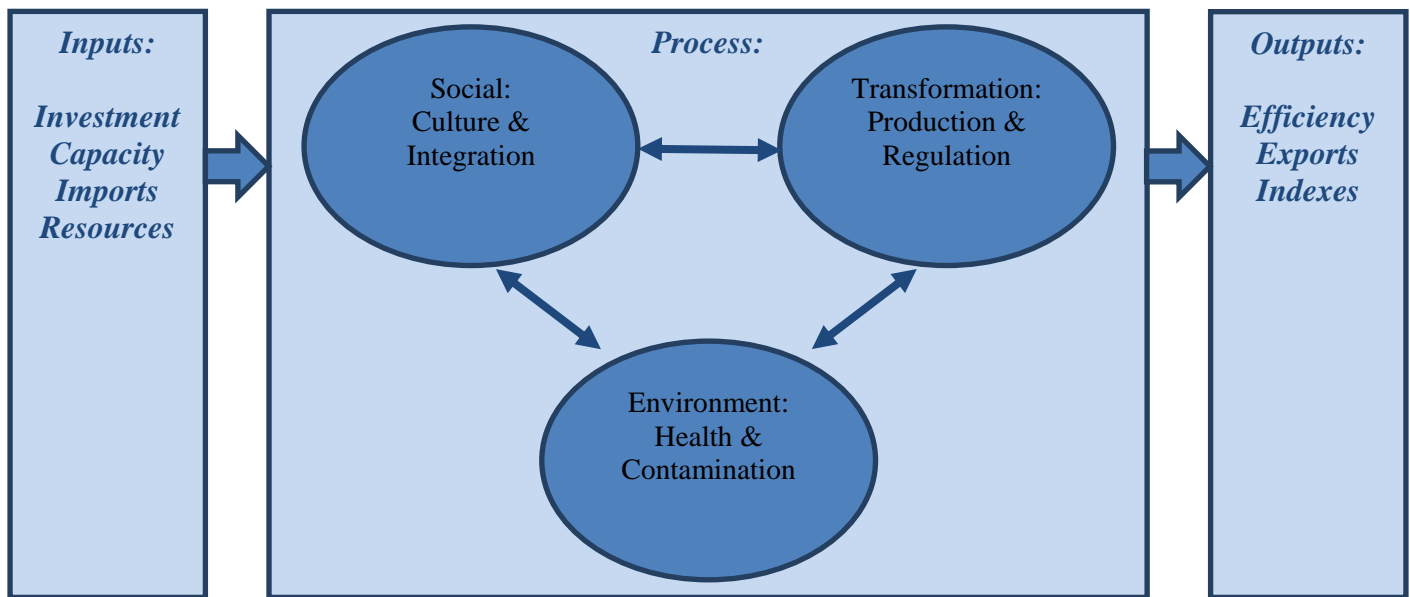 Inputs:
Investment
Capacity
Imports
Resources
Process:
Social:
Culture &
Integration
Transformation:
Production &
Regulation
Environment:
Health &
Contamination
Outputs:
Efficiency
Exports
Indexes